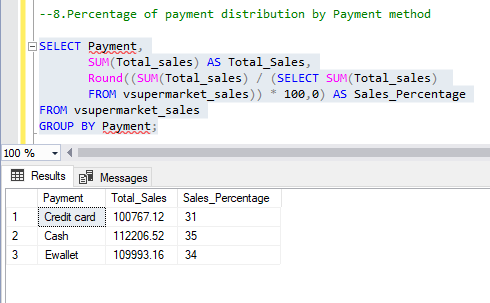 --8.Percentage of payment distribution by Payment method
SELECT Payment,
SUM(Total_sales) AS Total_Sales,
Round((SUM(Total_sales) / (SELECT SUM(Total_sales)
FROM vsupermarket_sales)) * 100,0) AS Sales_Percentage
FROM vsupermarket_sales
GROUP BY Payment;
100 %
Results Messages
Payment Total_Sales Sales_Percentage
1 Credit card 100767.12 31
2 Cash 112206.52 35
3 Ewallet 109993.16 34